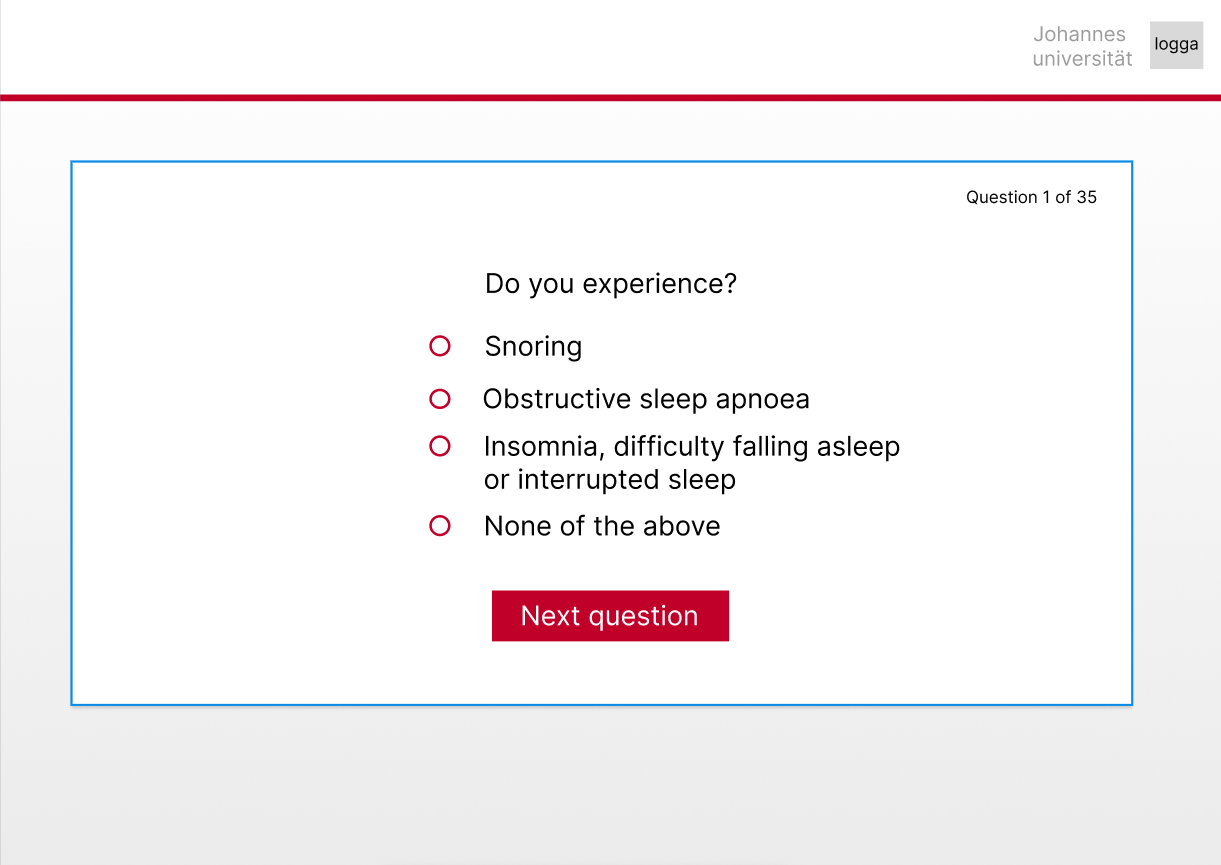 Johannes
universität
logga
Question 1 of 35
Do you experience?
Snoring
Obstructive sleep apnoea
Insomnia, difficulty falling asleep
or interrupted sleep
None of the above
Next question